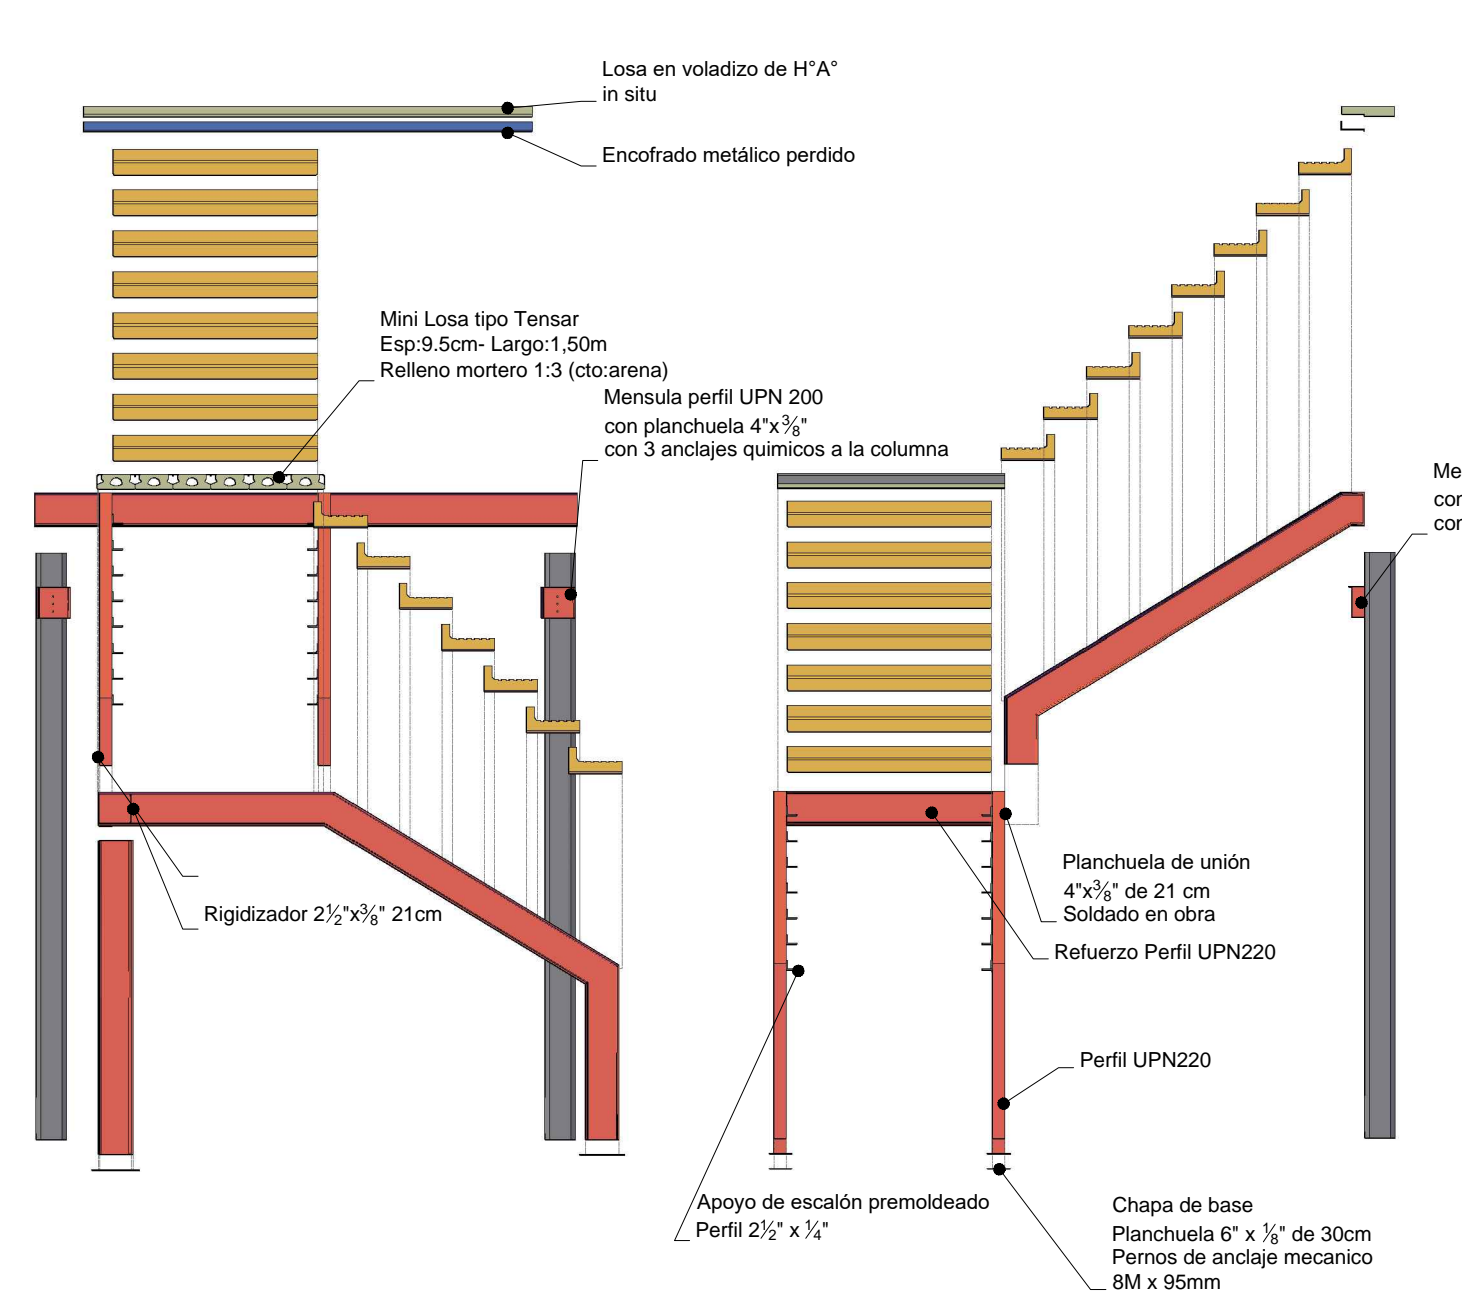 Losa en voladizo de H°A°
in situ
Encofrado metálico perdido
Mini Losa tipo Tensar
Esp:9.5cm- Largo:1,50m
Relleno mortero 1:3 (cto:arena)
Mensula perfil UPN 200
con planchuela 4"x3⁄8"
con 3 anclajes quimicos a la columna
Me
cor
cor
Planchuela de unión
4"x3⁄8" de 21 cm
Soldado en obra
Rigidizador 2½"x3⁄8" 21cm
Refuerzo Perfil UPN220
Perfil UPN220
Apoyo de escalón premoldeado
Perfil 2½" x ¼"
Chapa de base
Planchuela 6" x 1⁄8" de 30cm
Pernos de anclaje mecanico
8M x 95mm